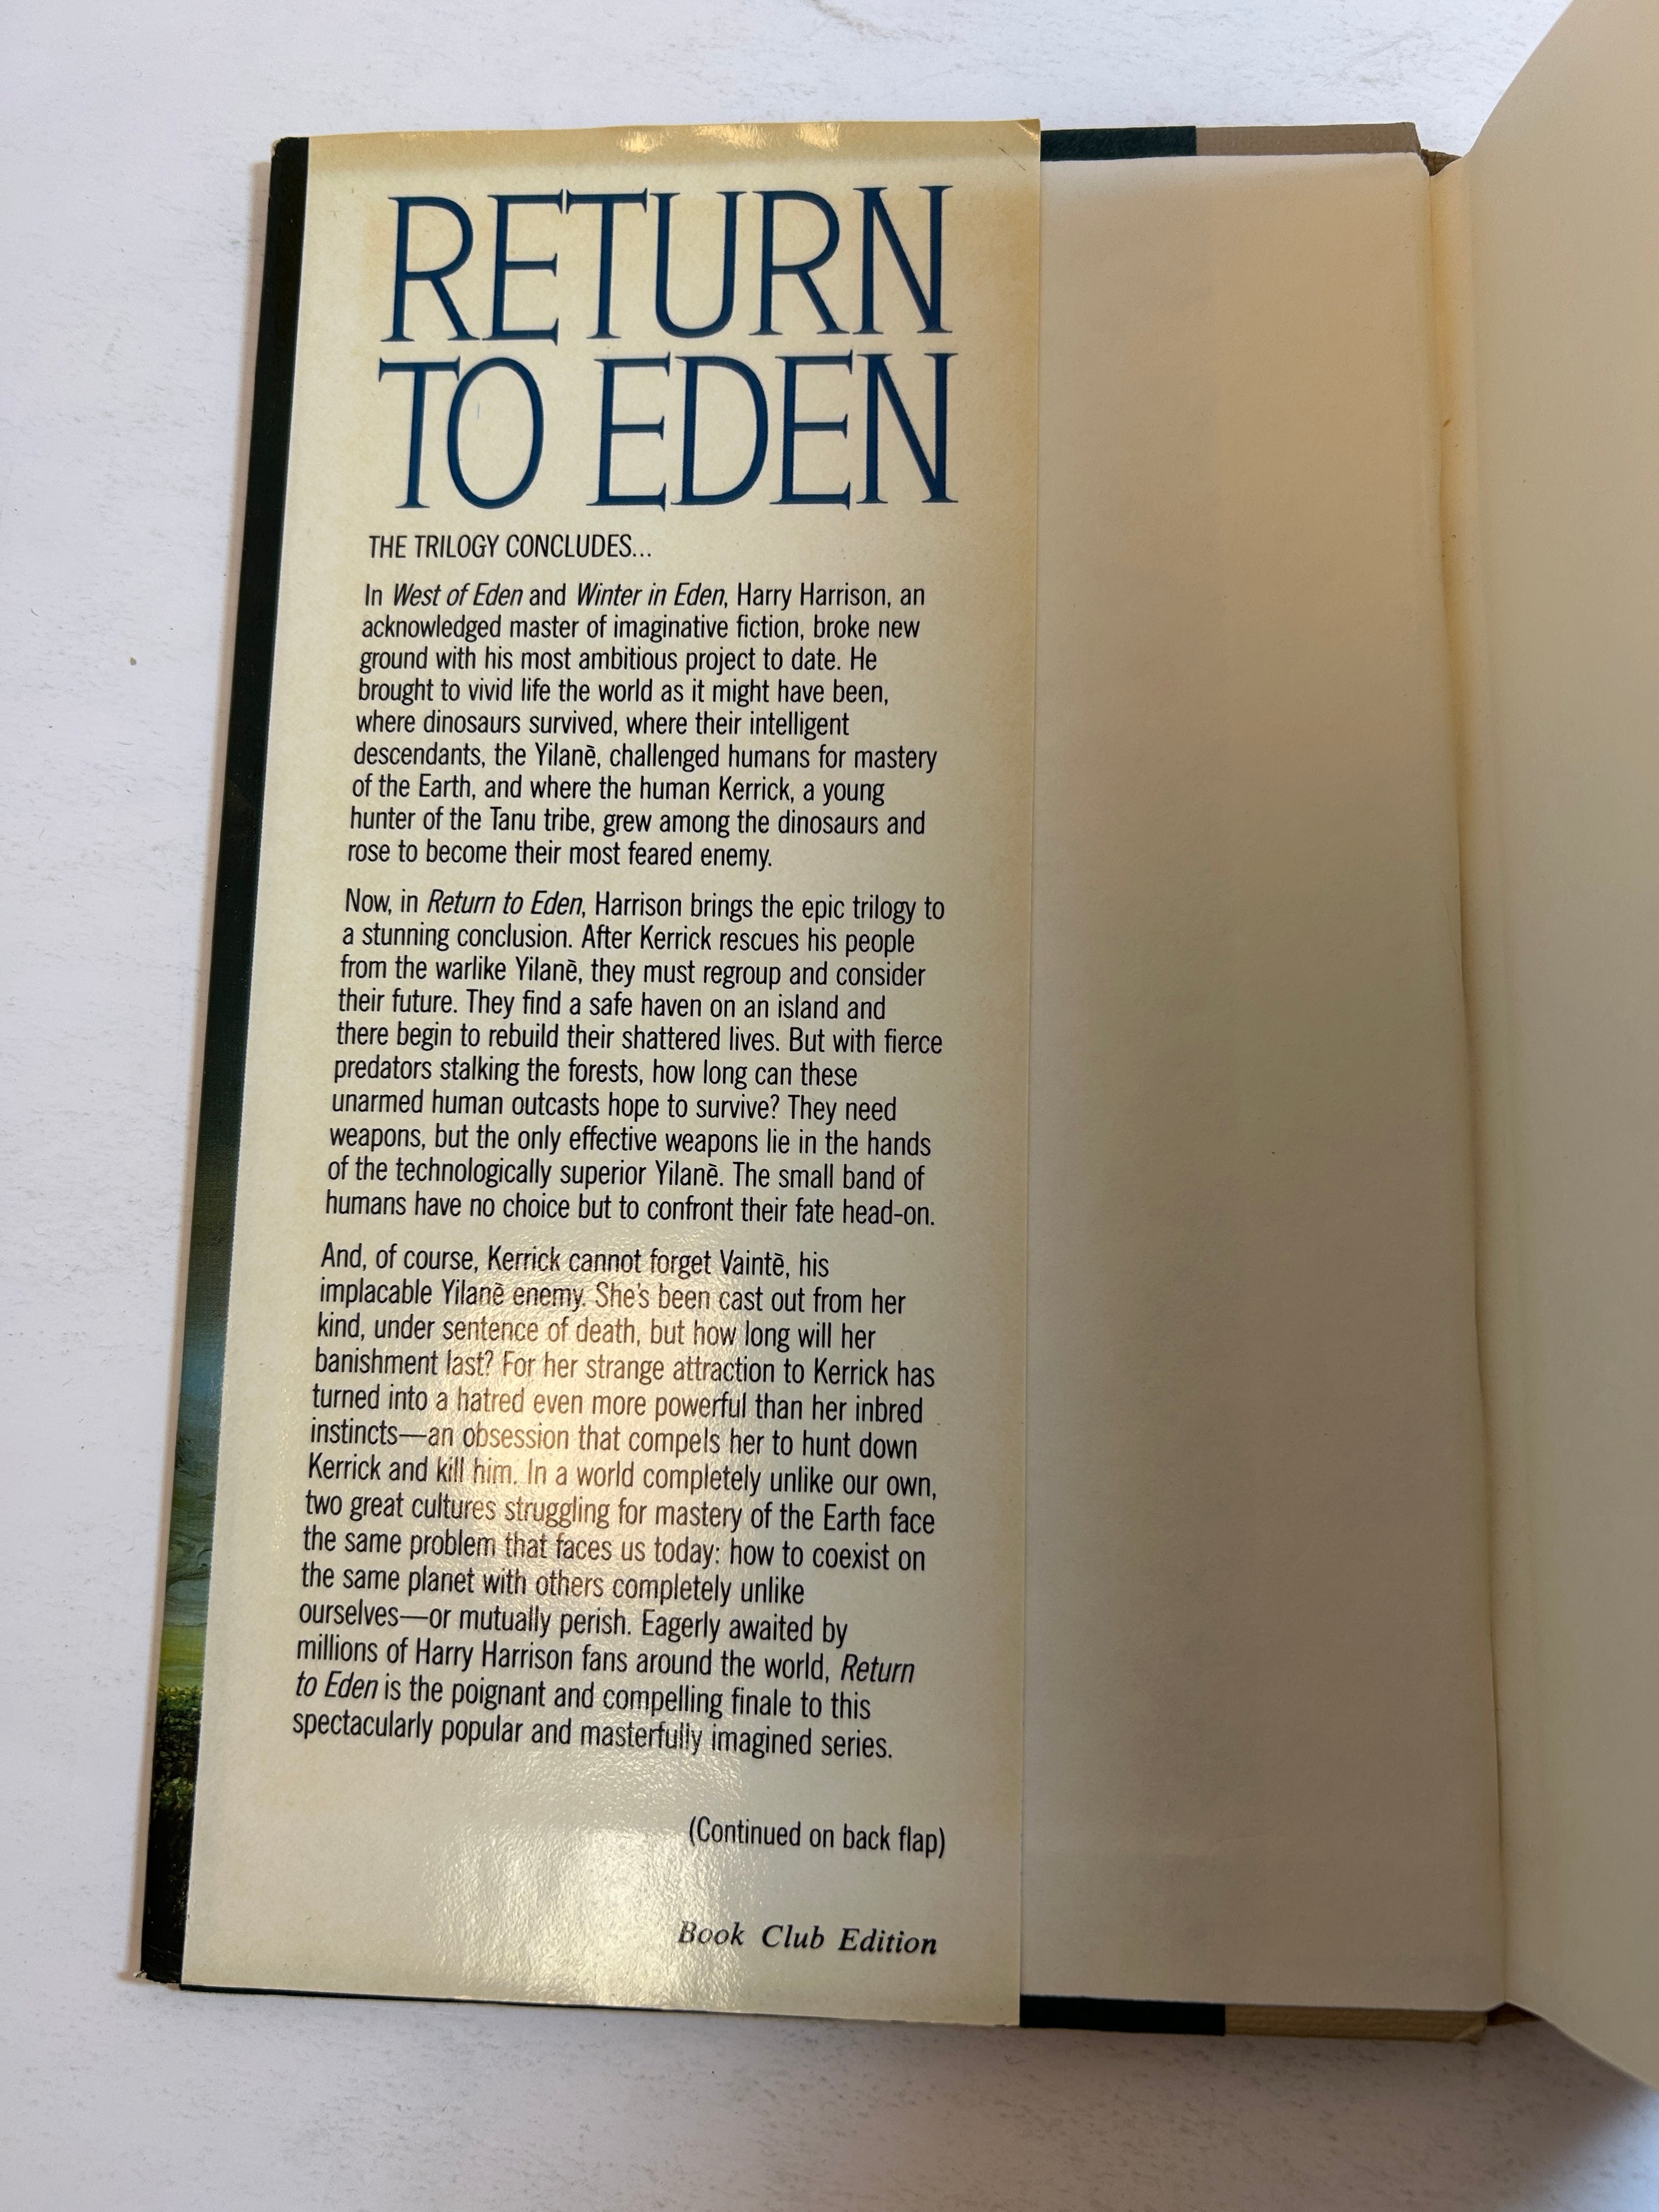 RETURN
TO EDEN
THE TRILOGY CONCLUDES...
In West of Eden and Winter in Eden, Harry Harrison, an
acknowledged master of imaginative fiction, broke new
ground with his most ambitious project to date. He
brought to vivid life the world as it might have been,
where dinosaurs survived, where their intelligent
descendants, the Yilanè, challenged humans for mastery
of the Earth, and where the human Kerrick, a young
hunter of the Tanu tribe, grew among the dinosaurs and
rose to become their most feared enemy.
Now, in Return to Eden, Harrison brings the epic trilogy to
a stunning conclusion. After Kerrick rescues his people
from the warlike Yilanè, they must regroup and consider
their future. They find a safe haven on an island and
there begin to rebuild their shattered lives. But with fierce
predators stalking the forests, how long can these
unarmed human outcasts hope to survive? They need
weapons, but the only effective weapons lie in the hands
of the technologically superior Yilanè. The small band of
humans have no choice but to confront their fate head-on.
And, of course, Kerrick cannot forget Vaintè, his
implacable Yilanè enemy. She's been cast out from her
kind, under sentence of death, but how long will her
banishment last? For her strange attraction to Kerrick has
turned into a hatred even more powerful than her inbred
instincts—an obsession that compels her to hunt down
Kerrick and kill him. In a world completely unlike our own,
two great cultures struggling for mastery of the Earth face
the same problem that faces us today: how to coexist on
the same planet with others completely unlike
ourselves—or mutually perish. Eagerly awaited by
millions of Harry Harrison fans around the world, Return
to Eden is the poignant and compelling finale to this
spectacularly popular and masterfully imagined series.
(Continued on back flap)
Book Club Edition